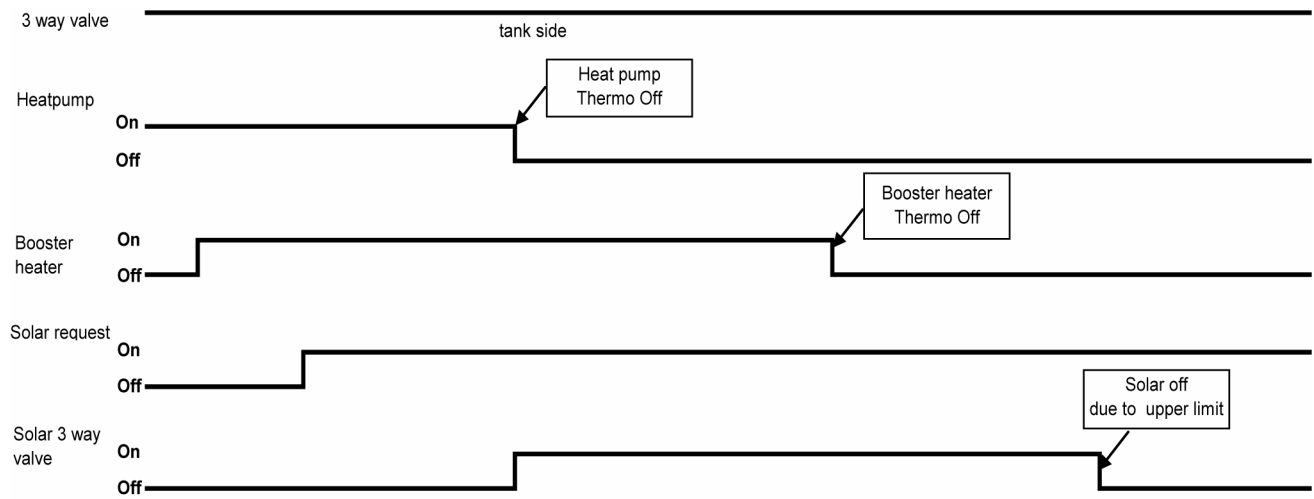 3 way valve
tank side
Heat pump
Thermo Off
Heatpump
On
Off
Booster heater
Thermo Off
Booster
heater
On
Off
Solar request
On
Off
Solar off
due to upper limit
Solar 3 way
valve
On
Off